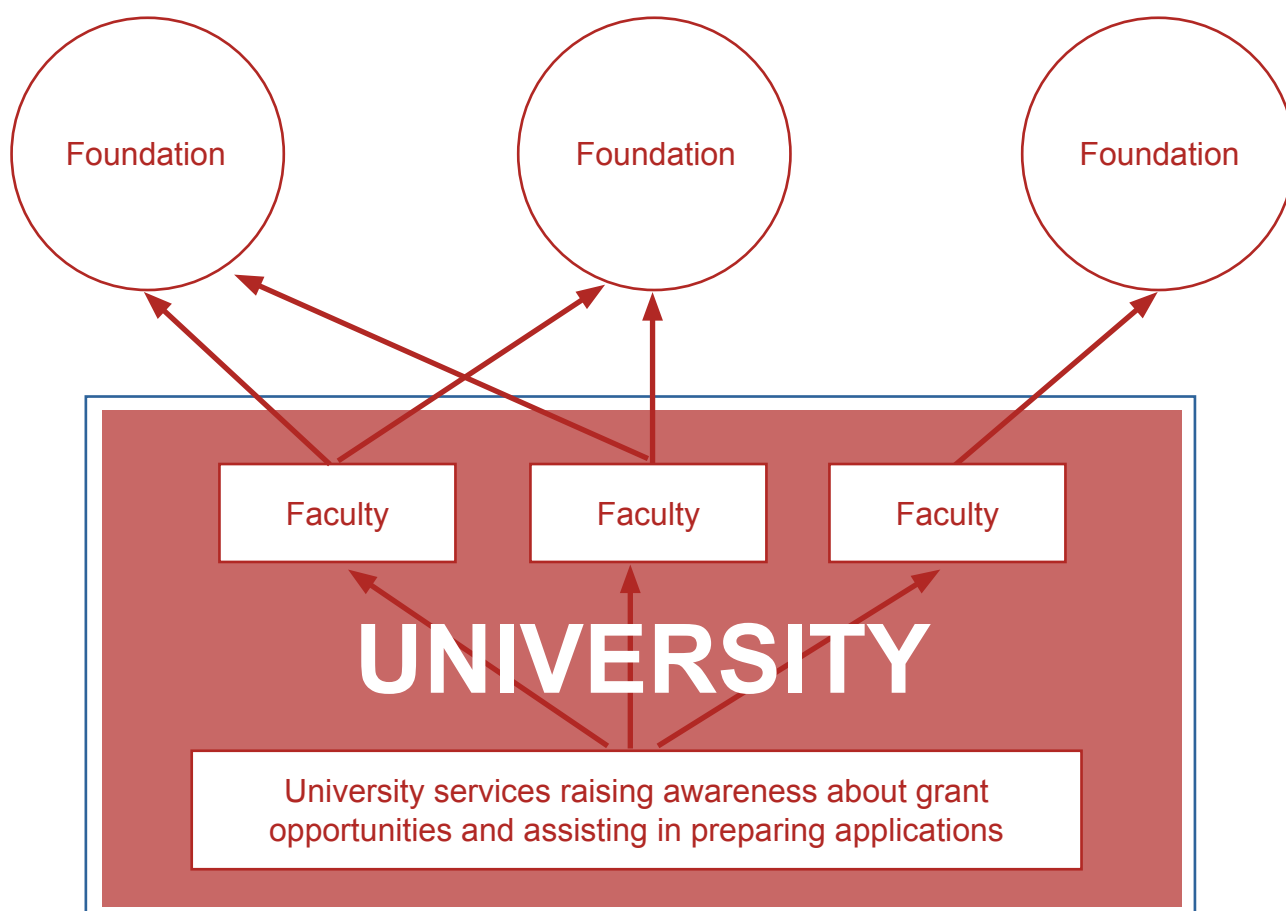 Foundation
Foundation
Foundation
Faculty
Faculty
Faculty
UNIVERSITY
University services raising awareness about grant
opportunities and assisting in preparing applications